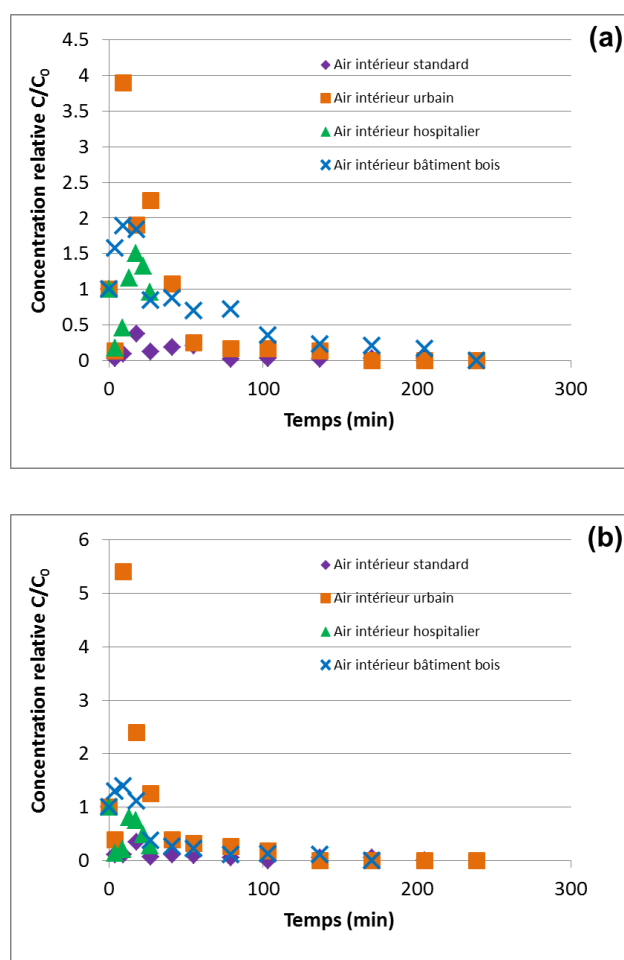 (a)
4.5
4
3.5
3
2.5
2
1.5
1
0.5
0
Concentration relative C/C0
Air intérieur standard
Air intérieur urbain
Air intérieur hospitalier
Air intérieur bâtiment bois
0 100 200 300
Temps (min)
(b)
6
5
4
3
2
1
0
Concentration relative C/C0
Air intérieur standard
Air intérieur urbain
Air intérieur hospitalier
Air intérieur bâtiment bois
0 100 200 300
Temps (min)